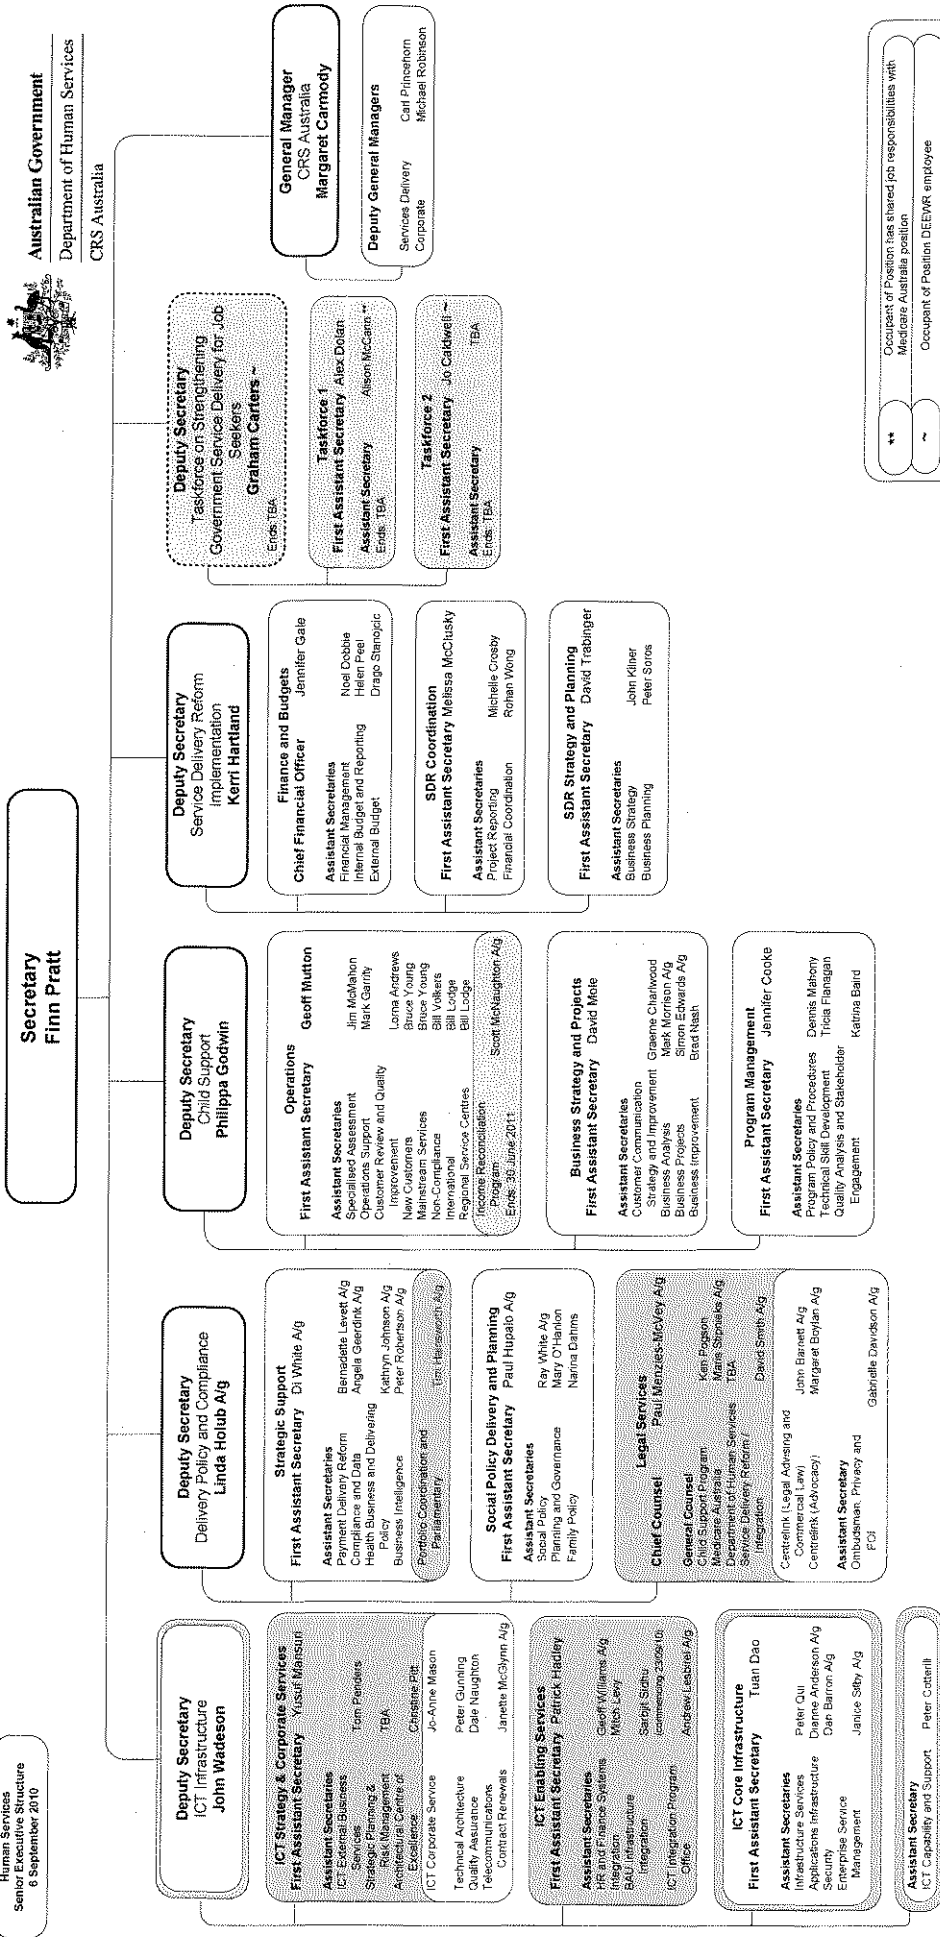 Human Services
Senior Executive Structure
6 September 2010
Australian Government
Department of Human Services
CRS Australia
Secretary
Finn Pratt
Deputy Secretary
ICT Infrastructure
John Wadeson
ICT Strategy & Corporate Services
First Assistant Secretary Yusuf Mansuri
Assistant Secretaries
ICT External Business
Services Tom Penders
Strategic Planning &
Risk Management TBA
Architectural Centre of
Excellence Christine Pitt
ICT Corporate Service Jo-Anne Mason
Technical Architecture Peter Gunning
Quality Assurance Dale Naughton
Telecommunications
Contract Renewals Janette McGlynn A/g
ICT Enabling Services
First Assistant Secretary Patrick Hadley
Assistant Secretaries
HR and Finance Systems Geoff Williams A/g
Integration Mitch Levy
BAU Infrastructure
Integration Sarbjit Sidhu
(commencing 23/09/10)
ICT Integration Program
Office Andrew Lesbirel A/g
ICT Core Infrastructure
First Assistant Secretary Tuan Dao
Assistant Secretaries
Infrastructure Services Peter Qui
Applications Infrastructure Dianne Anderson A/g
Security Dan Barron A/g
Enterprise Service
Management Janice Silby A/g
Assistant Secretary
ICT Capability and Support Peter Cotterill
Deputy Secretary
Delivery Policy and Compliance
Linda Holub A/g
Strategic Support
First Assistant Secretary Di White A/g
Assistant Secretaries
Payment Delivery Reform Bernadette Levett A/g
Compliance and Data Angela Geerdink A/g
Health Business and Delivering
Policy Kathryn Johnson A/g
Business Intelligence Peter Robertson A/g
Portfolio Coordination and
Parliamentary A/g
Social Policy Delivery and Planning
First Assistant Secretary Paul Hupalo A/g
Assistant Secretaries
Social Policy Ray White A/g
Planning and Governance Mary O'Hanlon
Family Policy Narina Dahms
Legal Services
Chief Counsel Paul Menzies-McVey A/g
General Counsel
Child Support Program Ken Pogson
Medicare Australia Maris Stipnieks A/g
Department of Human Services TBA
Service Delivery Reform /
Integration David Smith A/g
Centrelink (Legal Advising and
Commercial Law) John Barnett A/g
Centrelink (Advocacy) Margaret Boylan A/g
Assistant Secretary
Ombudsman, Privacy and
FOI Gabrielle Davidson A/g
Deputy Secretary
Child Support
Philippa Godwin
Operations
First Assistant Secretary Geoff Mutton
Assistant Secretaries
Specialised Assessment Jim McMahon
Operations Support Mark Garrity
Customer Review and Quality
Improvement Lorna Andrews
New Customers Bruce Young
Mainstream Services Bruce Young
Non-Compliance Bill Volkers
International Bill Lodge
Regional Service Centres Bill Lodge
Income Reconciliation
Program Scott McNaughton A/g
Ends: 30 June 2011
Business Strategy and Projects
First Assistant Secretary David Mole
Assistant Secretaries
Customer Communication
Strategy and Improvement Graeme Charlwood
Business Analysis Mark Morrison A/g
Business Projects Simon Edwards A/g
Business Improvement Brad Nash
Program Management
First Assistant Secretary Jennifer Cooke
Assistant Secretaries
Program Policy and Procedures Dennis Mahony
Technical Skill Development Tricia Flanagan
Quality Analysis and Stakeholder
Engagement Katrina Baird
Deputy Secretary
Service Delivery Reform
Implementation
Kerri Hartland
Finance and Budgets
Chief Financial Officer Jennifer Gale
Assistant Secretaries
Financial Management Noel Dobbie
Internal Budget and Reporting Helen Peel
External Budget Drago Stanojcic
SDR Coordination
First Assistant Secretary Melissa McClusky
Assistant Secretaries
Project Reporting Michelle Crosby
Financial Coordination Rohan Wong
SDR Strategy and Planning
First Assistant Secretary David Trabinger
Assistant Secretaries
Business Strategy John Kilner
Business Planning Peter Soros
Deputy Secretary
Taskforce on Strengthening
Government Service Delivery for Job
Seekers
Graham Carters ~
Ends TBA
Taskforce 1
First Assistant Secretary Alex Dolan
Assistant Secretary Alison McCann **
Ends: TBA
Taskforce 2
First Assistant Secretary Jo Caldwell ~
Assistant Secretary TBA
Ends: TBA
General Manager
CRS Australia
Margaret Carmody
Deputy General Managers
Services Delivery Carl Princehorn
Corporate Michael Robinson
** Occupant of Position has shared job responsibilities with
Medicare Australia position
~ Occupant of Position DEEWR employee